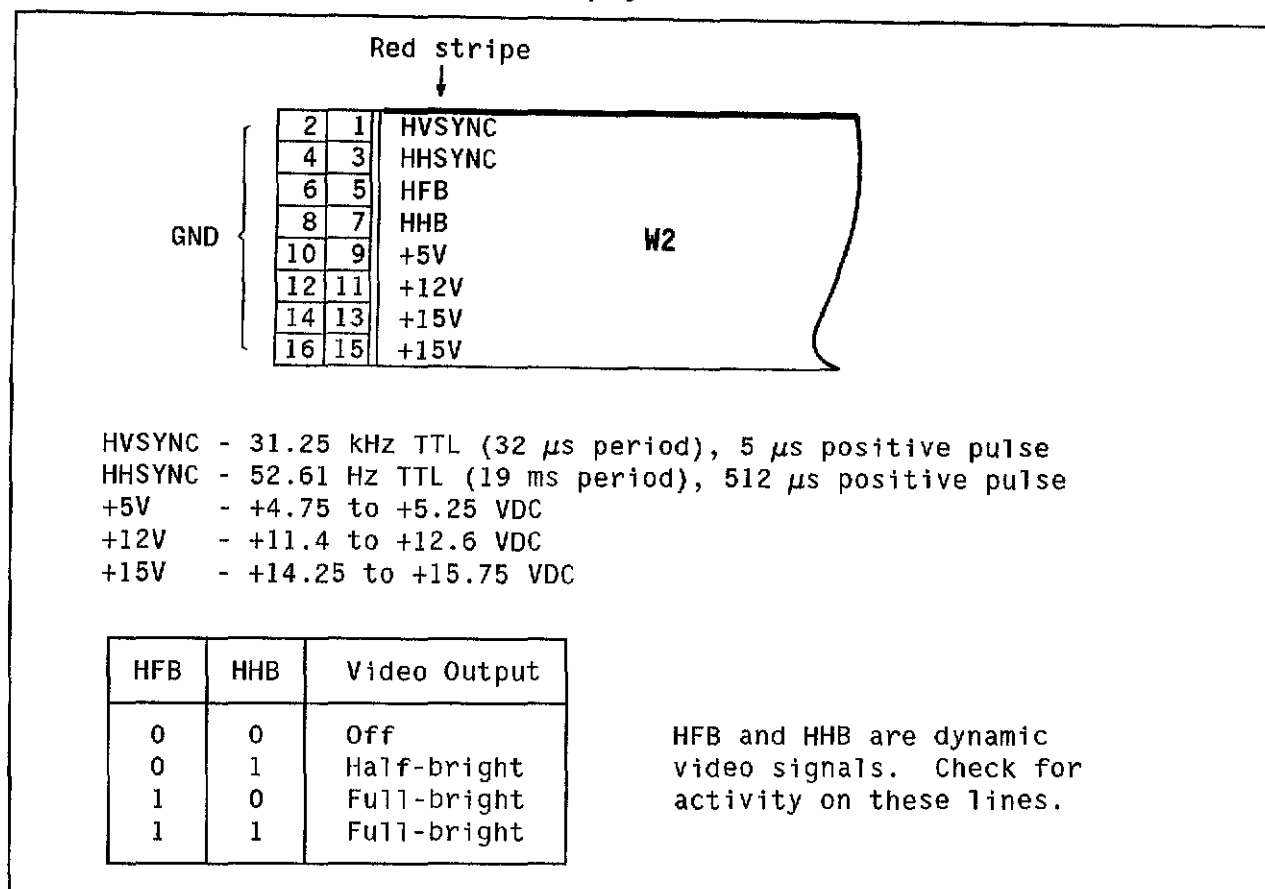 Red stripe
2 1 HVSYNC
4 3 HHSYNC
6 5 HFB
8 7 HHB
10 9 +5V
12 11 +12V
14 13 +15V
16 15 +15V
GND
W2
HVSYNC - 31.25 kHz TTL (32 μs period), 5 μs positive pulse
HHSYNC - 52.61 Hz TTL (19 ms period), 512 μs positive pulse
+5V - +4.75 to +5.25 VDC
+12V - +11.4 to +12.6 VDC
+15V - +14.25 to +15.75 VDC
HFB HHB Video Output
0 0 Off
0 1 Half-bright
1 0 Full-bright
1 1 Full-bright
HFB and HHB are dynamic
video signals. Check for
activity on these lines.